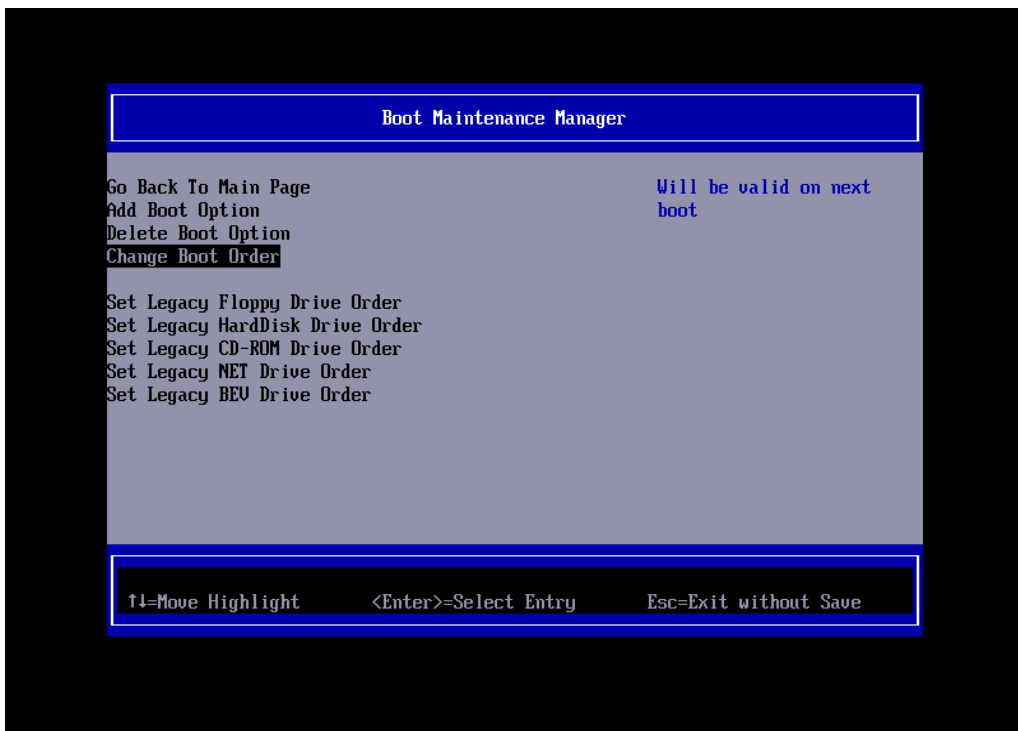 Boot Maintenance Manager
Go Back To Main Page
Will be valid on next
Add Boot Option
boot
Delete Boot Option
Change Boot Order
Set Legacy Floppy Drive Order
Set Legacy HardDisk Drive Order
Set Legacy CD-ROM Drive Order
Set Legacy NET Drive Order
Set Legacy BEV Drive Order
↑↓=Move Highlight <Enter>=Select Entry Esc=Exit without Save